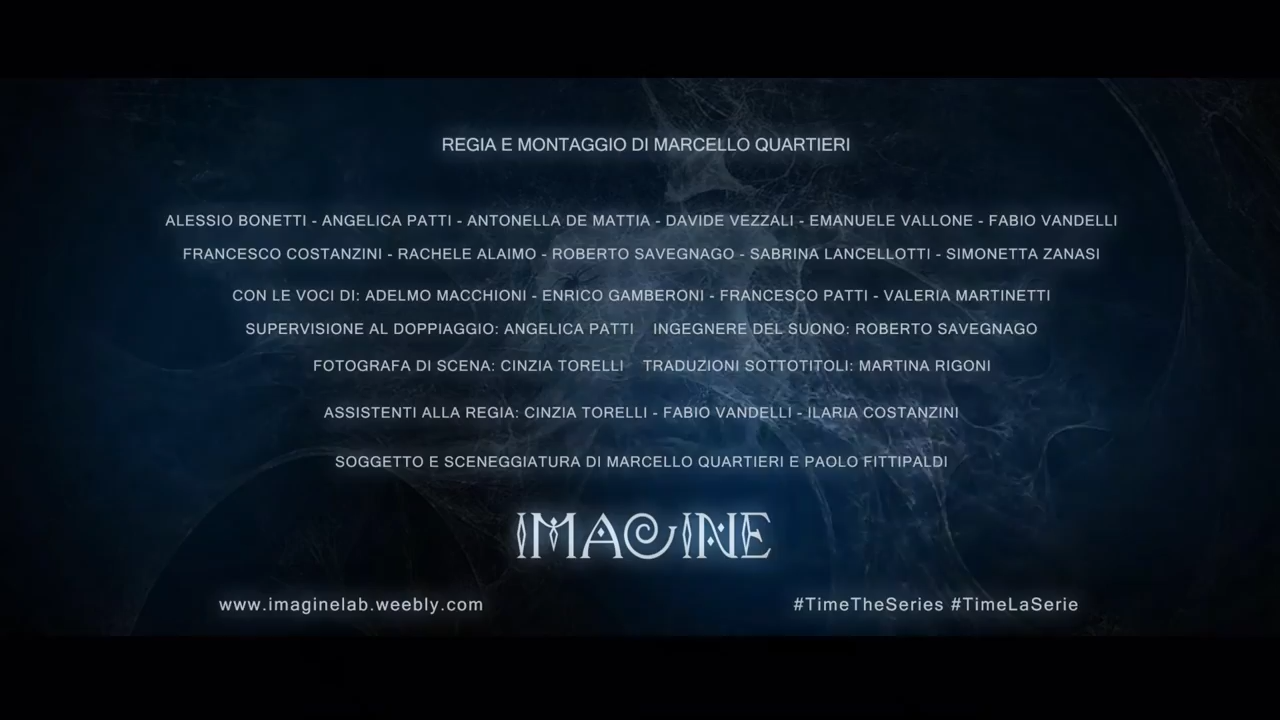 REGIA E MONTAGGIO DI MARCELLO QUARTIERI
ALESSIO BONETTI - ANGELICA PATTI - ANTONELLA DE MATTIA - DAVIDE VEZZALI - EMANUELE VALLONE - FABIO VANDELLI
FRANCESCO COSTANZINI - RACHELE ALAIMO - ROBERTO SAVEGNAGO - SABRINA LANCELLOTTI - SIMONETTA ZANASI
CON LE VOCI DI: ADELMO MACCHIONI - ENRICO GAMBERONI - FRANCESCO PATTI - VALERIA MARTINETTI
SUPERVISIONE AL DOPPIAGGIO: ANGELICA PATTI INGEGNERE DEL SUONO: ROBERTO SAVEGNAGO
FOTOGRAFA DI SCENA: CINZIA TORELLI TRADUZIONI SOTTOTITOLI: MARTINA RIGONI
ASSISTENTI ALLA REGIA: CINZIA TORELLI - FABIO VANDELLI - ILARIA COSTANZINI
SOGGETTO E SCENEGGIATURA DI MARCELLO QUARTIERI E PAOLO FITTIPALDI
IMAGINE
www.imaginelab.weebly.com #TimeTheSeries #TimeLaSerie